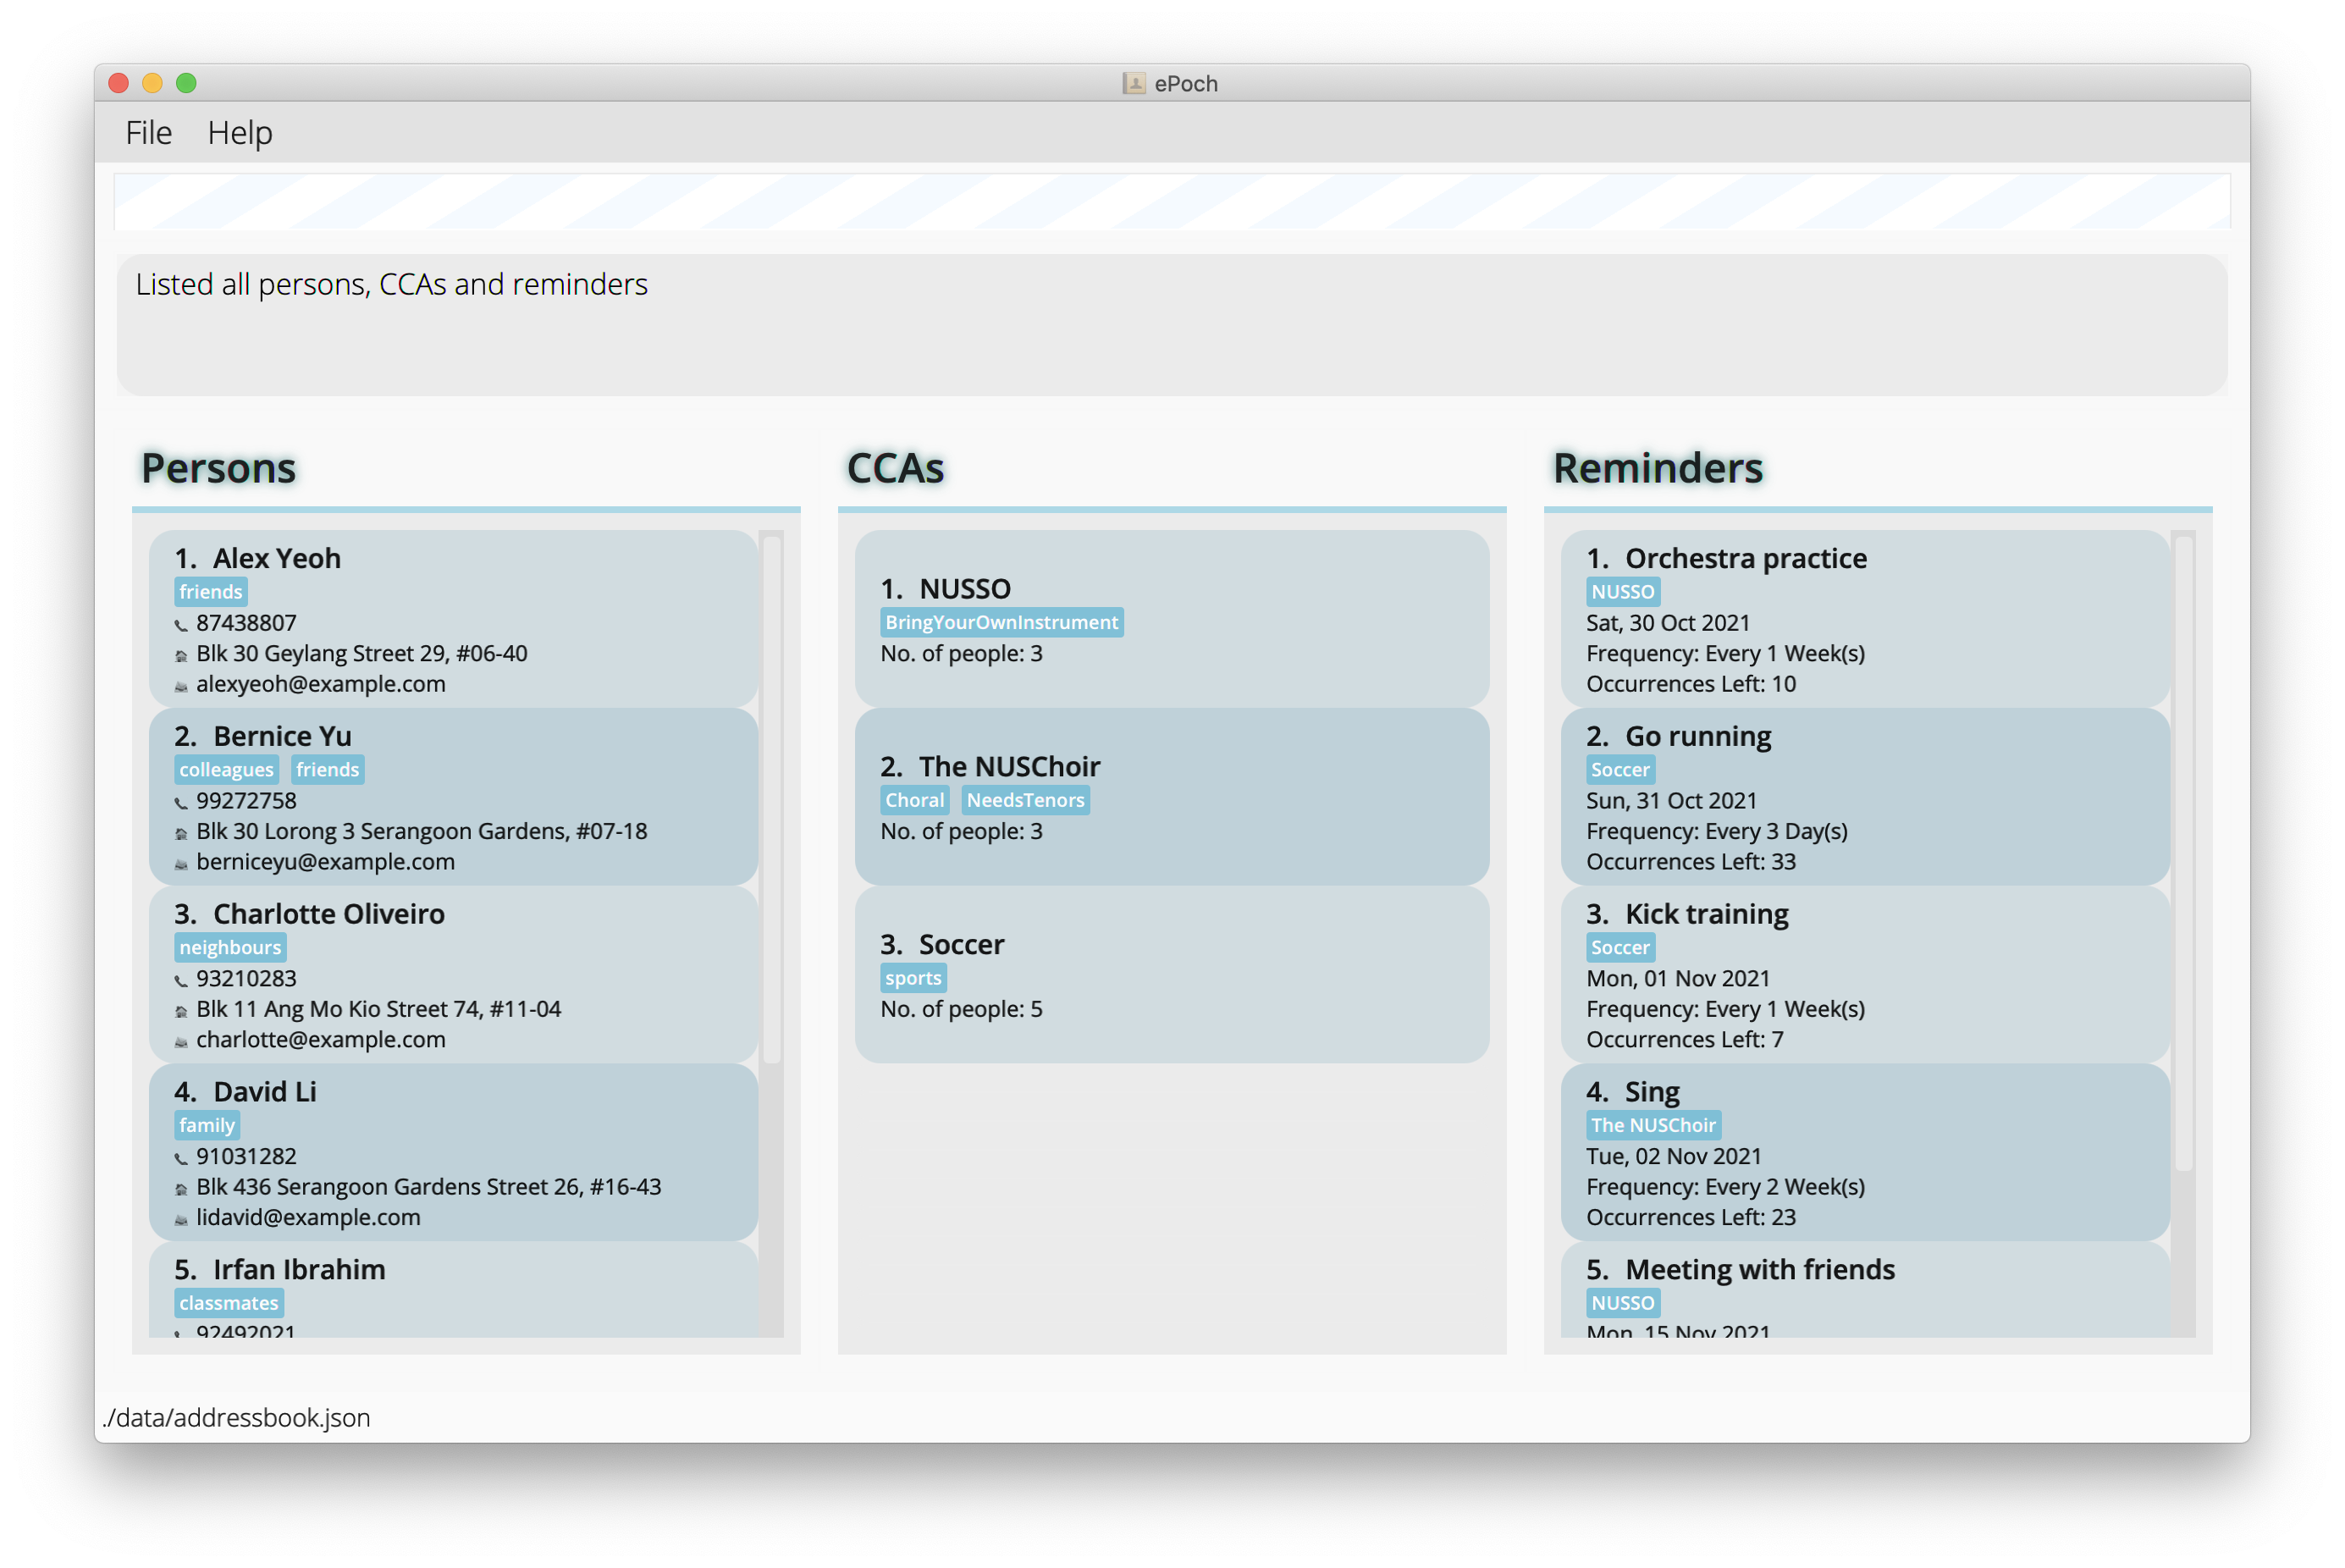 ePoch
File Help
Listed all persons, CCAs and reminders
Persons
1. Alex Yeoh
friends
87438807
Blk 30 Geylang Street 29, #06-40
alexyeoh@example.com
2. Bernice Yu
colleagues friends
99272758
Blk 30 Lorong 3 Serangoon Gardens, #07-18
berniceyu@example.com
3. Charlotte Oliveiro
neighbours
93210283
Blk 11 Ang Mo Kio Street 74, #11-04
charlotte@example.com
4. David Li
family
91031282
Blk 436 Serangoon Gardens Street 26, #16-43
lidavid@example.com
5. Irfan Ibrahim
classmates
92492021
CCAs
1. NUSSO
BringYourOwnInstrument
No. of people: 3
2. The NUSChoir
Choral NeedsTenors
No. of people: 3
3. Soccer
sports
No. of people: 5
Reminders
1. Orchestra practice
NUSSO
Sat, 30 Oct 2021
Frequency: Every 1 Week(s)
Occurrences Left: 10
2. Go running
Soccer
Sun, 31 Oct 2021
Frequency: Every 3 Day(s)
Occurrences Left: 33
3. Kick training
Soccer
Mon, 01 Nov 2021
Frequency: Every 1 Week(s)
Occurrences Left: 7
4. Sing
The NUSChoir
Tue, 02 Nov 2021
Frequency: Every 2 Week(s)
Occurrences Left: 23
5. Meeting with friends
NUSSO
Mon, 15 Nov 2021
./data/addressbook.json